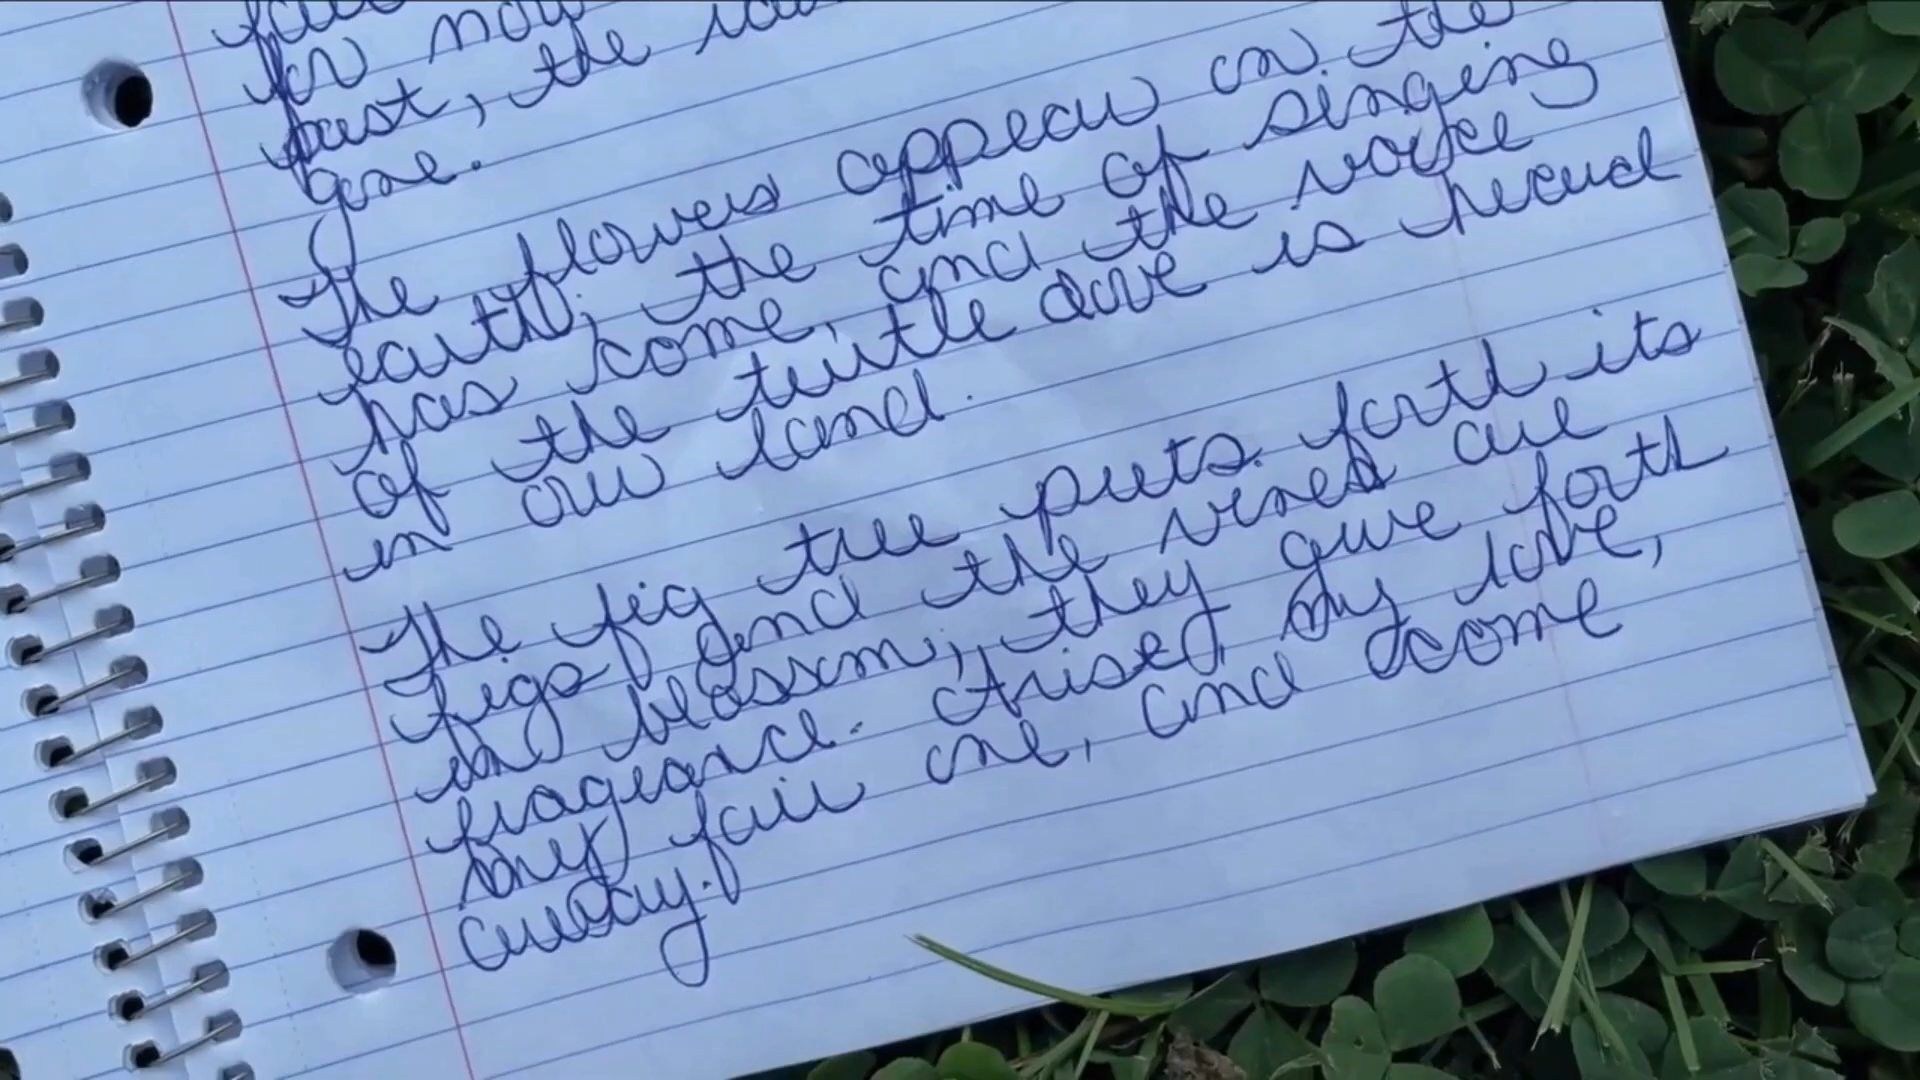 for now
past, the
gone.
The flowers appear on the
earth; the time of singing
has come, and the voice
of the turtle dove is heard
in our land.
The fig tree puts forth its
figs and the vines are
in blossom; they give forth
fragrance. Arise, my love,
my fair one, and come
away.